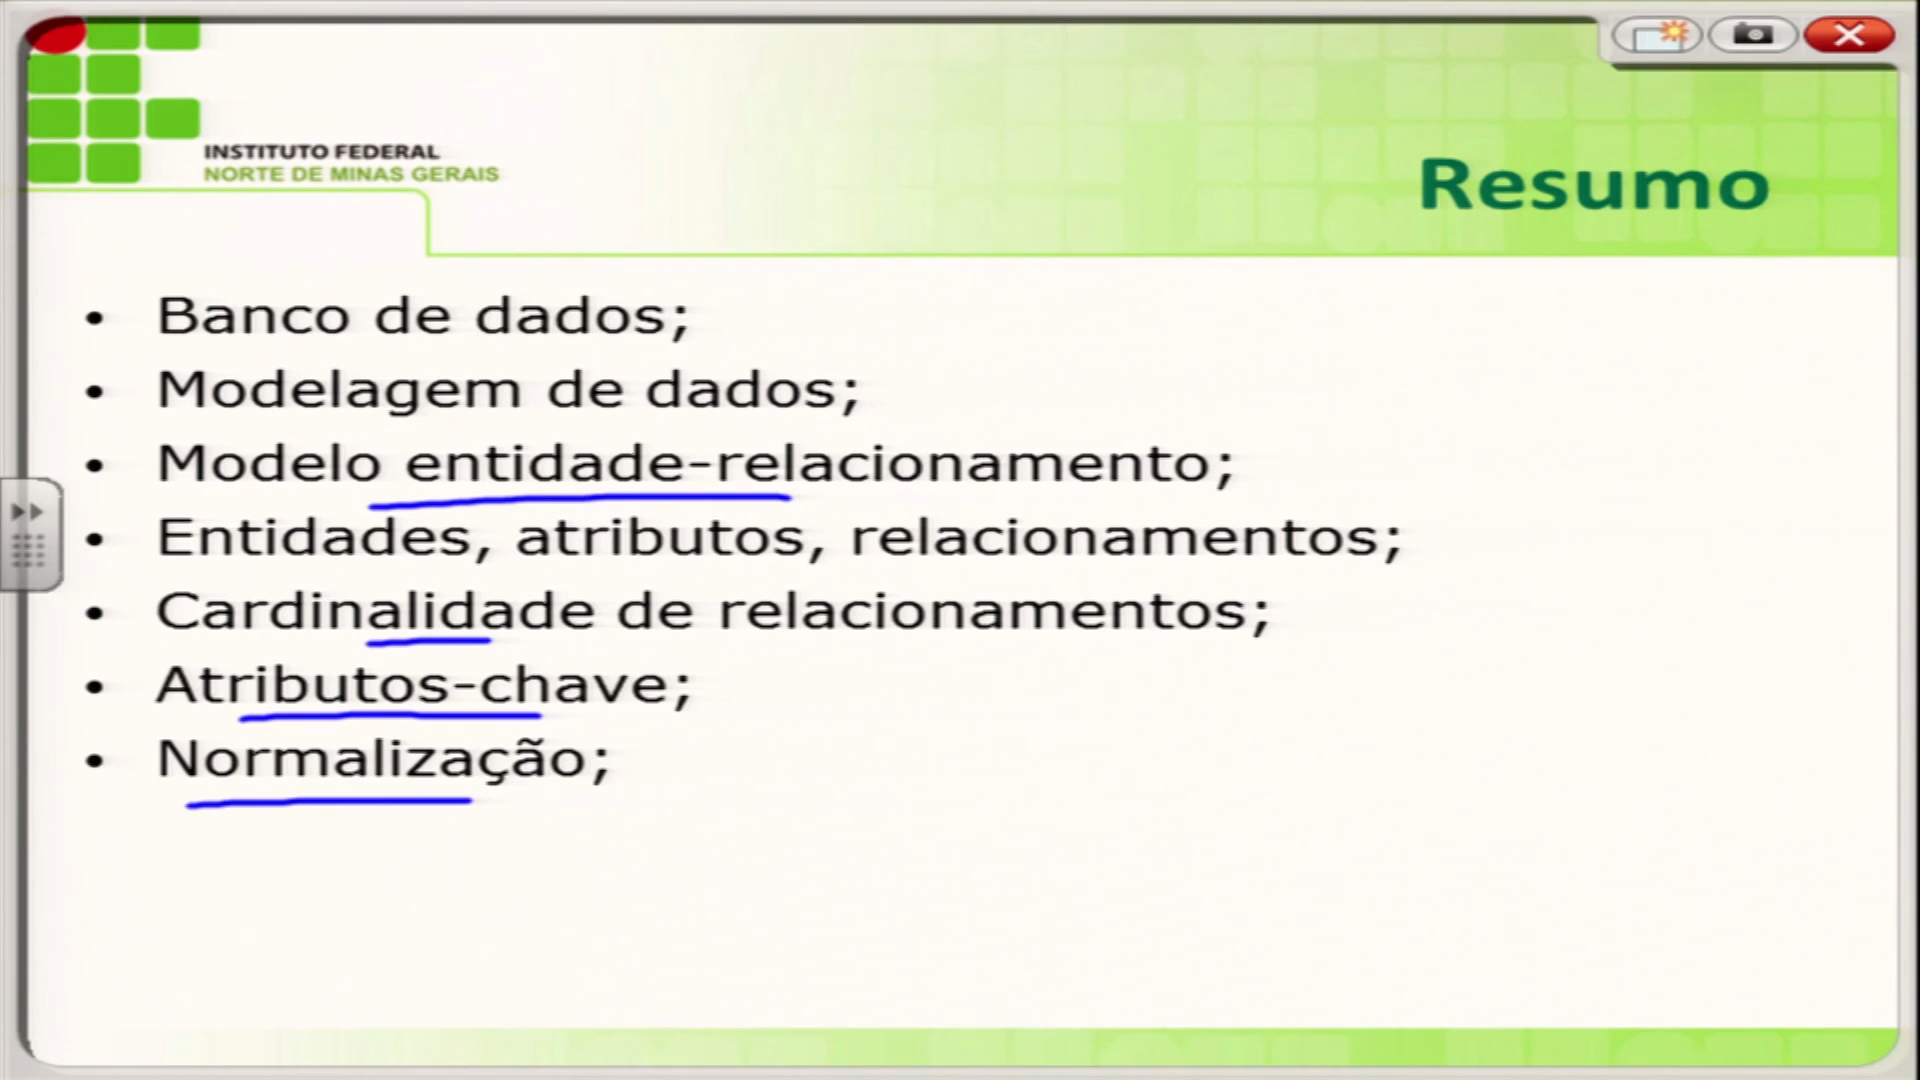 INSTITUTO FEDERAL
NORTE DE MINAS GERAIS
Resumo
• Banco de dados;
• Modelagem de dados;
• Modelo entidade-relacionamento;
• Entidades, atributos, relacionamentos;
• Cardinalidade de relacionamentos;
• Atributos-chave;
• Normalização;